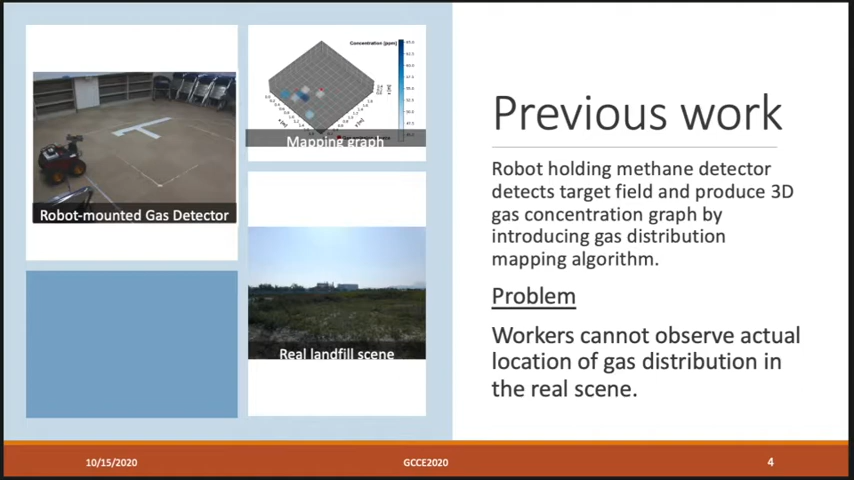 Previous work
Robot holding methane detector
detects target field and produce 3D
gas concentration graph by
introducing gas distribution
mapping algorithm.
Problem
Workers cannot observe actual
location of gas distribution in
the real scene.
Robot-mounted Gas Detector
Concentration (ppm)
Mapping graph
Real landfill scene
10/15/2020
GCCE2020
4